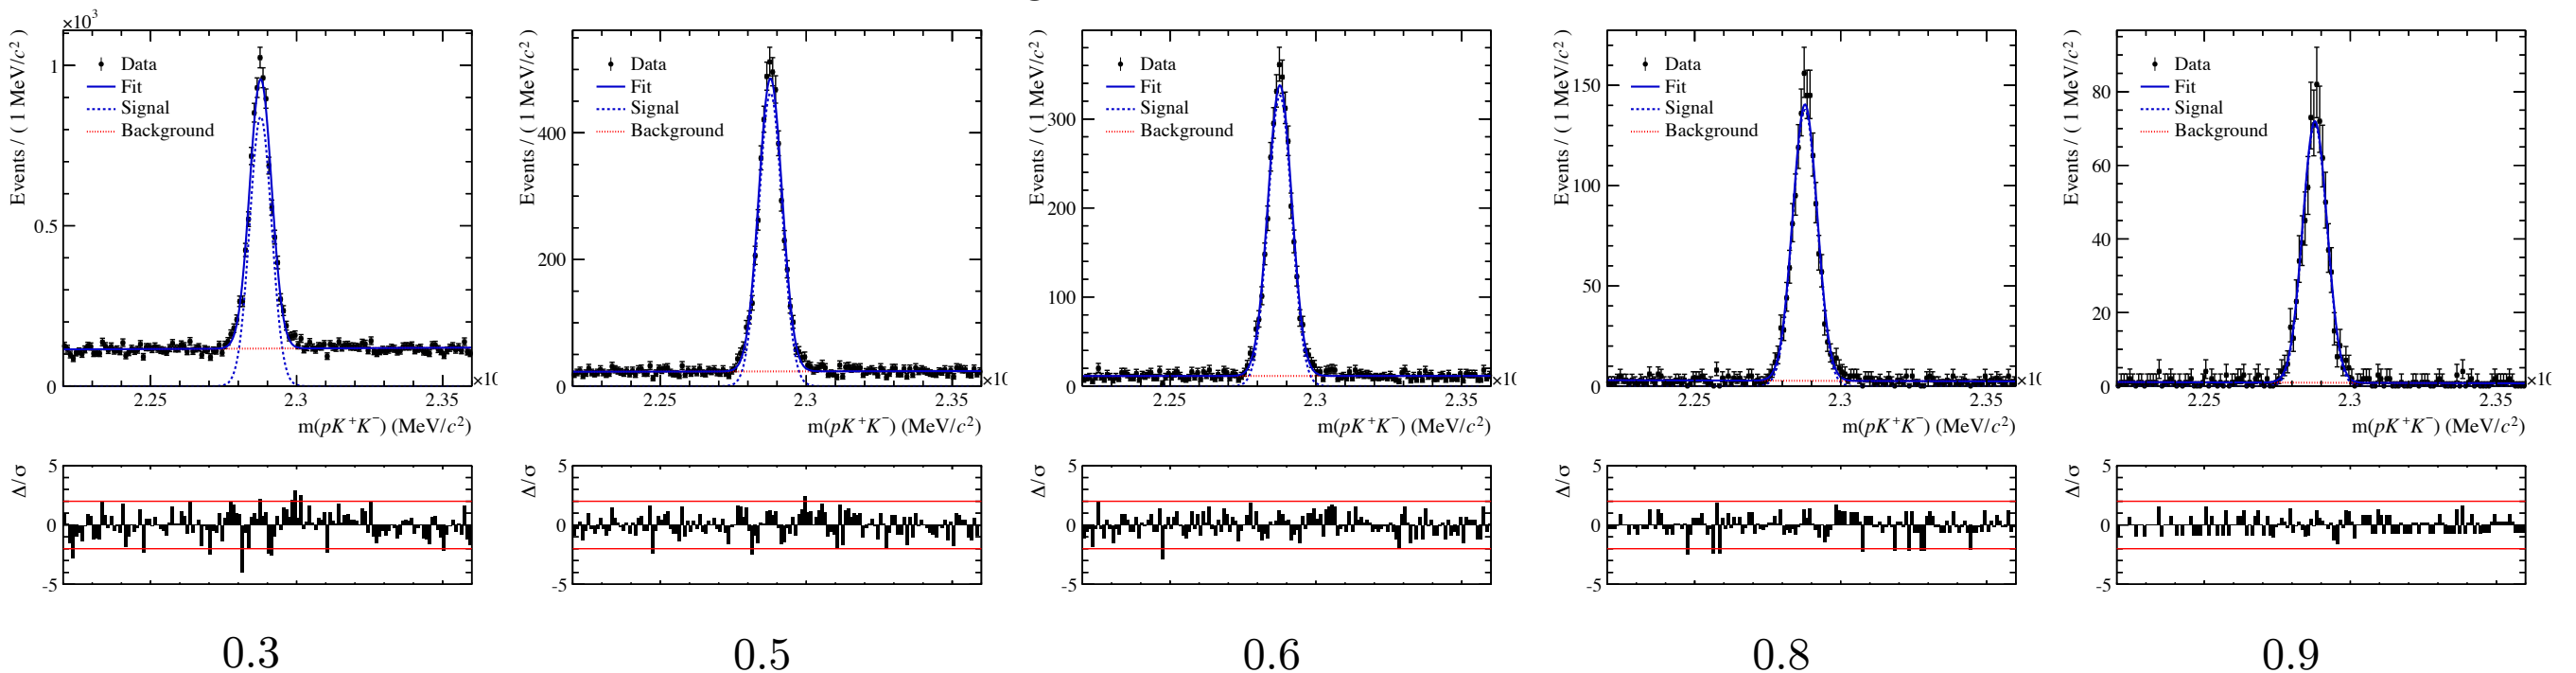 ×10³
Events / ( 1 MeV/c² )
1
0.5
0
Data
Fit
Signal
Background
2.25
2.3
2.35
×10
m(pK⁺K⁻) (MeV/c²)
Δ/σ
5
0
-5
0.3
Events / ( 1 MeV/c² )
400
200
0
Data
Fit
Signal
Background
2.25
2.3
2.35
×10
m(pK⁺K⁻) (MeV/c²)
Δ/σ
5
0
-5
0.5
Events / ( 1 MeV/c² )
300
200
100
0
Data
Fit
Signal
Background
2.25
2.3
2.35
×10
m(pK⁺K⁻) (MeV/c²)
Δ/σ
5
0
-5
0.6
Events / ( 1 MeV/c² )
150
100
50
0
Data
Fit
Signal
Background
2.25
2.3
2.35
×10
m(pK⁺K⁻) (MeV/c²)
Δ/σ
5
0
-5
0.8
Events / ( 1 MeV/c² )
80
60
40
20
0
Data
Fit
Signal
Background
2.25
2.3
2.35
×10
m(pK⁺K⁻) (MeV/c²)
Δ/σ
5
0
-5
0.9